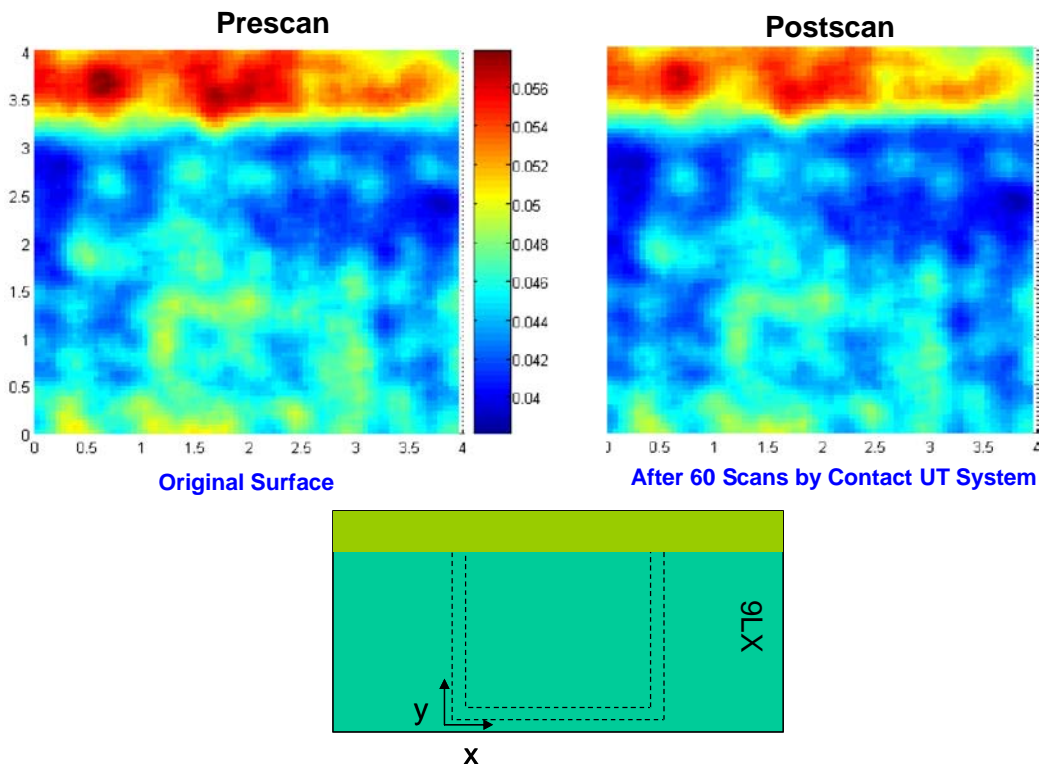 Prescan
Postscan
4
3.5
3
2.5
2
1.5
1
0.5
0
0 0.5 1 1.5 2 2.5 3 3.5 4
0.056
0.054
0.052
0.05
0.048
0.046
0.044
0.042
0.04
0 0.5 1 1.5 2 2.5 3 3.5 4
Original Surface
After 60 Scans by Contact UT System
9LX
y
x